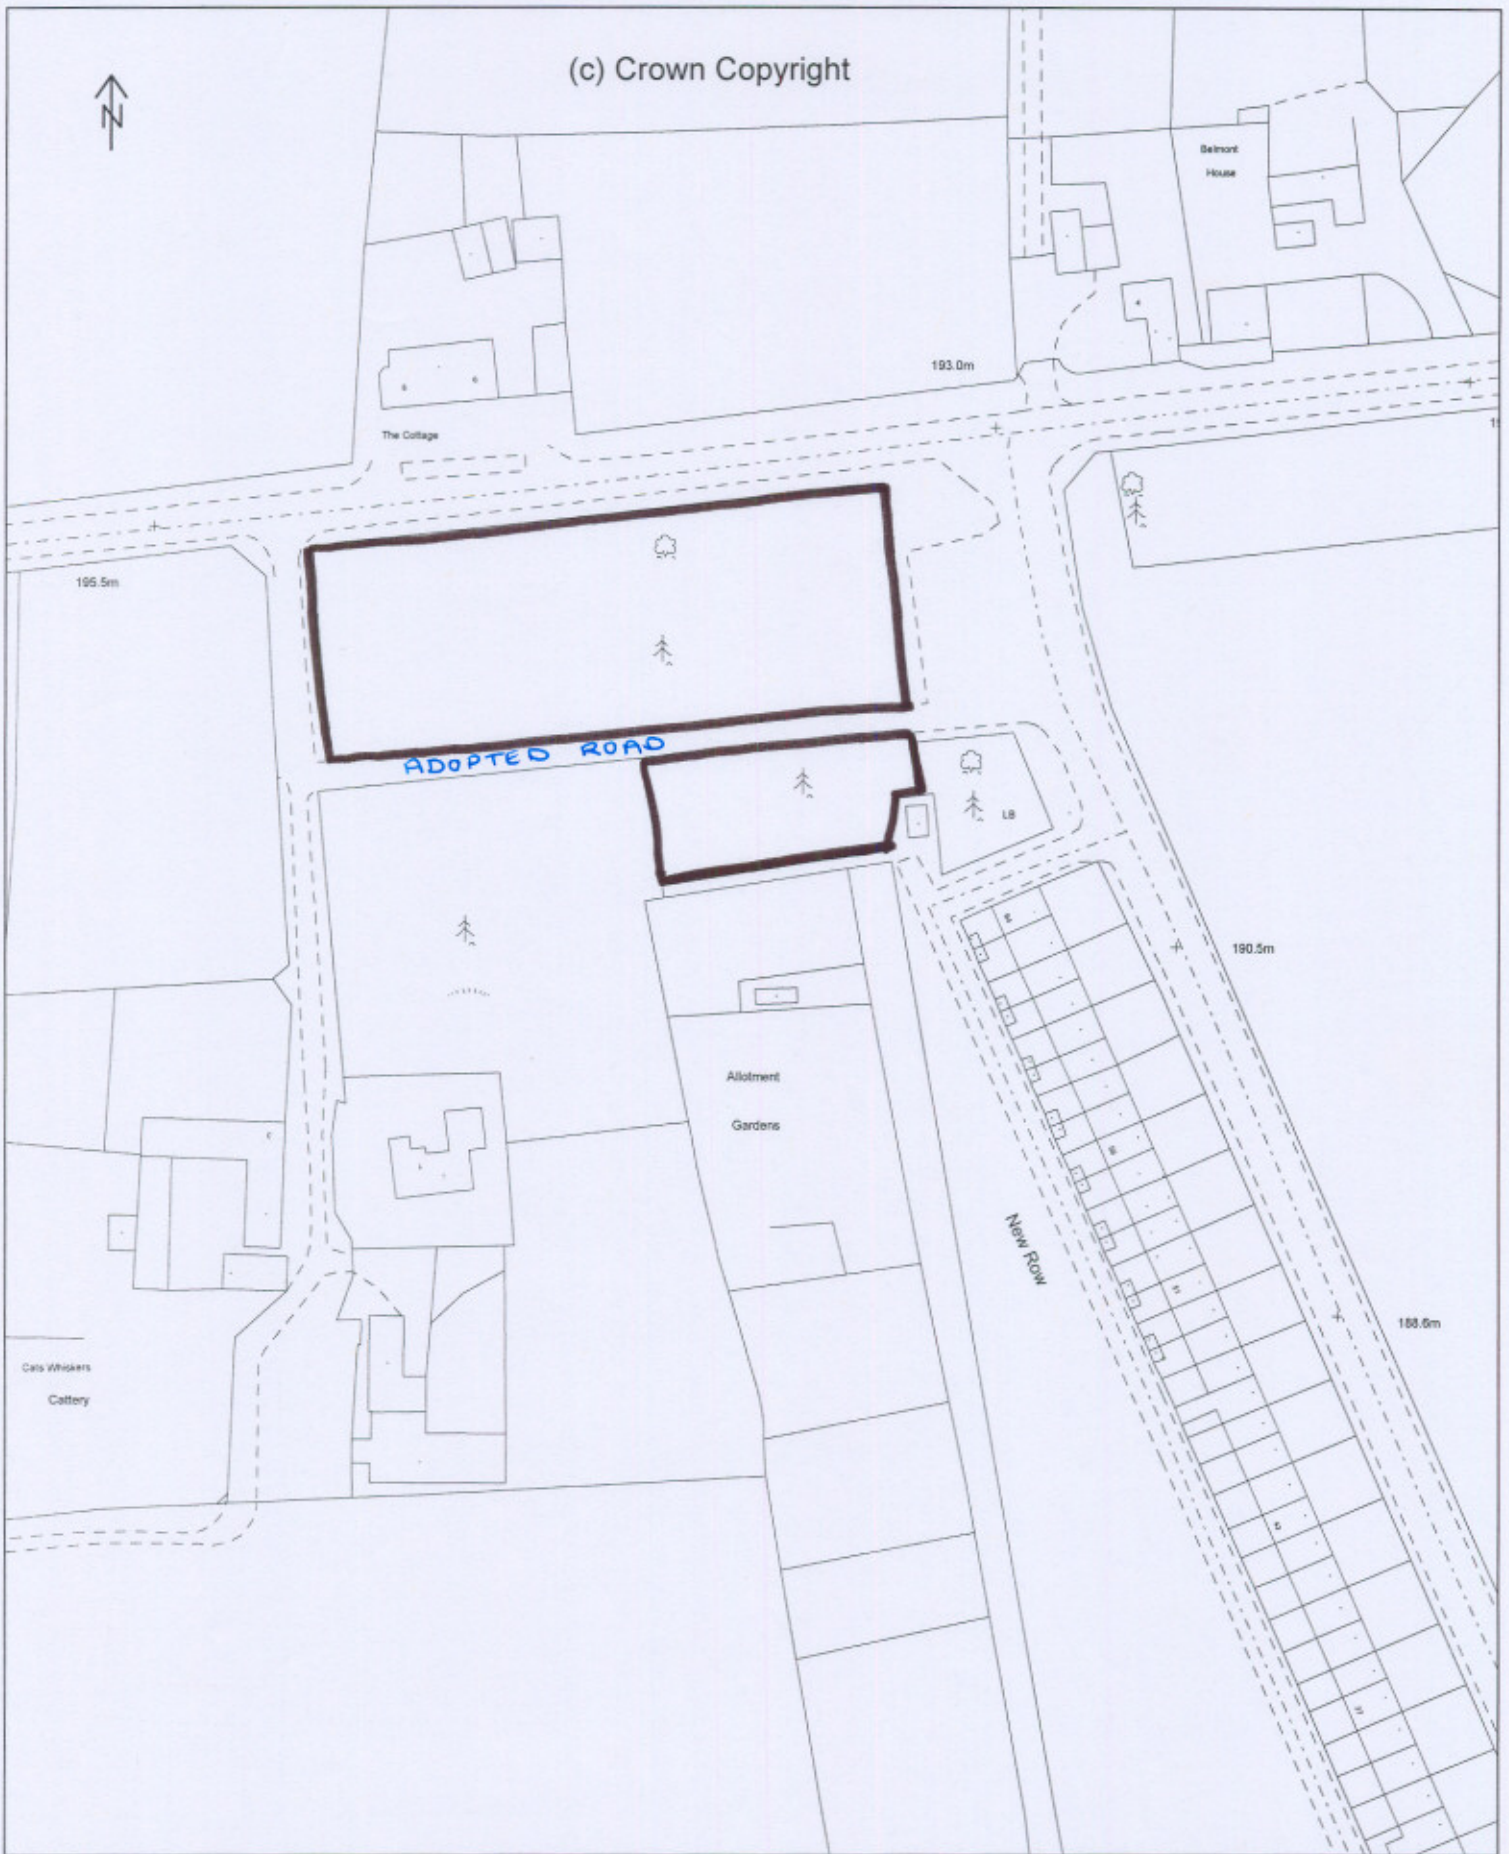 (c) Crown Copyright
N
Belmont
House
193.0m
The Cottage
195.5m
ADOPTED ROAD
LB
190.5m
Allotment
Gardens
New Row
188.6m
Cats Whiskers
Cattery